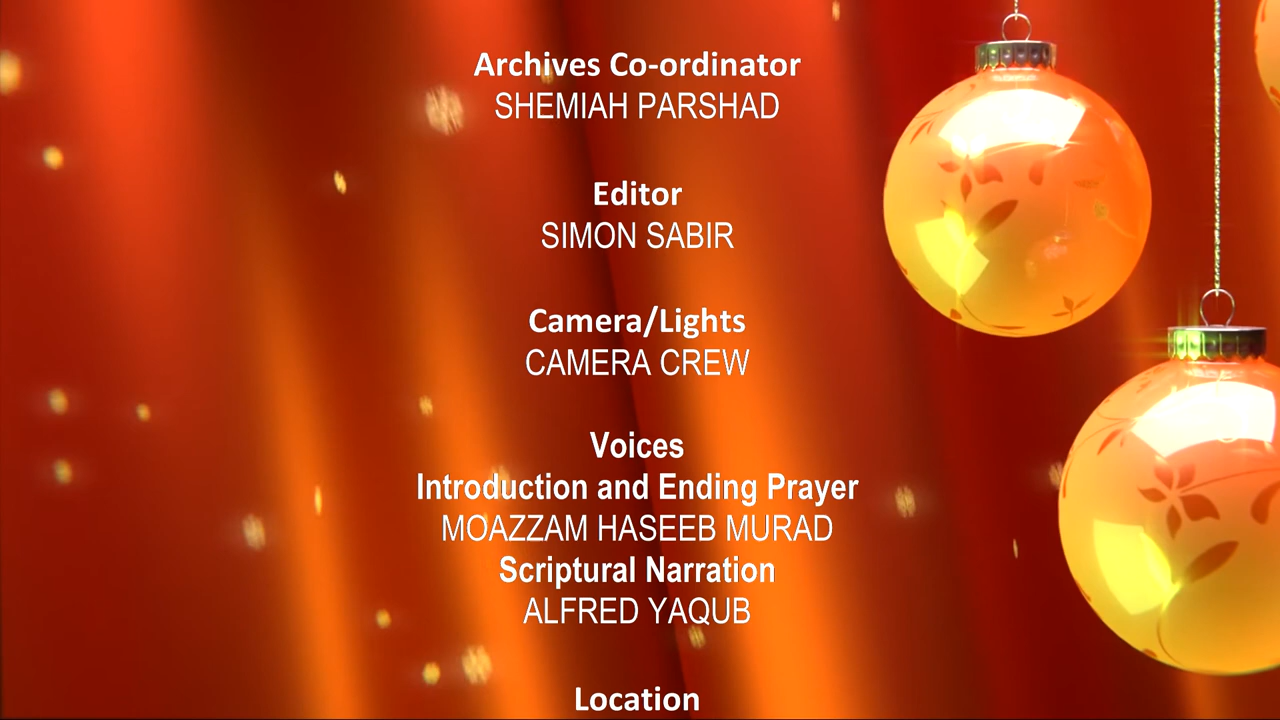 Archives Co-ordinator
SHEMIAH PARSHAD
Editor
SIMON SABIR
Camera/Lights
CAMERA CREW
Voices
Introduction and Ending Prayer
MOAZZAM HASEEB MURAD
Scriptural Narration
ALFRED YAQUB
Location